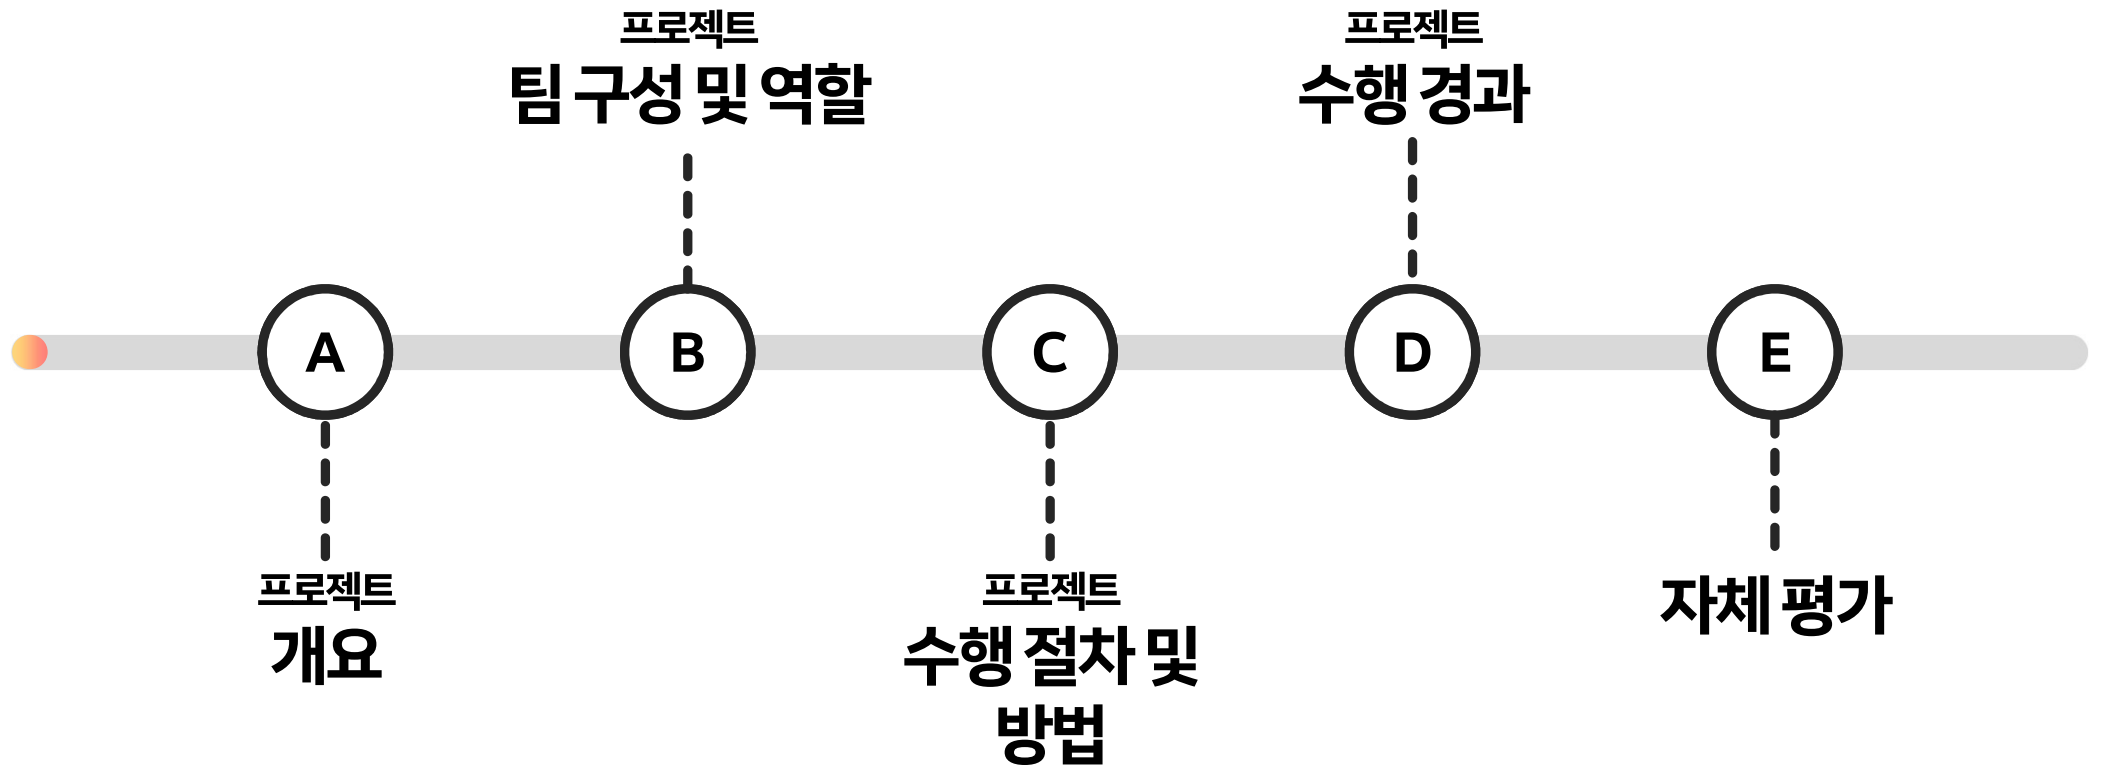 프로젝트
팀 구성 및 역할
프로젝트
수행 경과
A
B
C
D
E
프로젝트
개요
프로젝트
수행 절차 및
방법
자체 평가